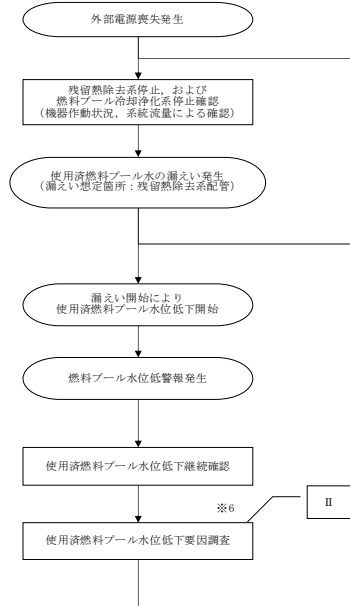 外部電源喪失発生
残留熱除去系停止，および
燃料プール冷却浄化系停止確認
（機器作動状況，系統流量による確認）
使用済燃料プール水の漏えい発生
（漏えい想定箇所：残留熱除去系配管）
漏えい開始により
使用済燃料プール水位低下開始
燃料プール水位低警報発生
使用済燃料プール水位低下継続確認
※6
Ⅱ
使用済燃料プール水位低下要因調査